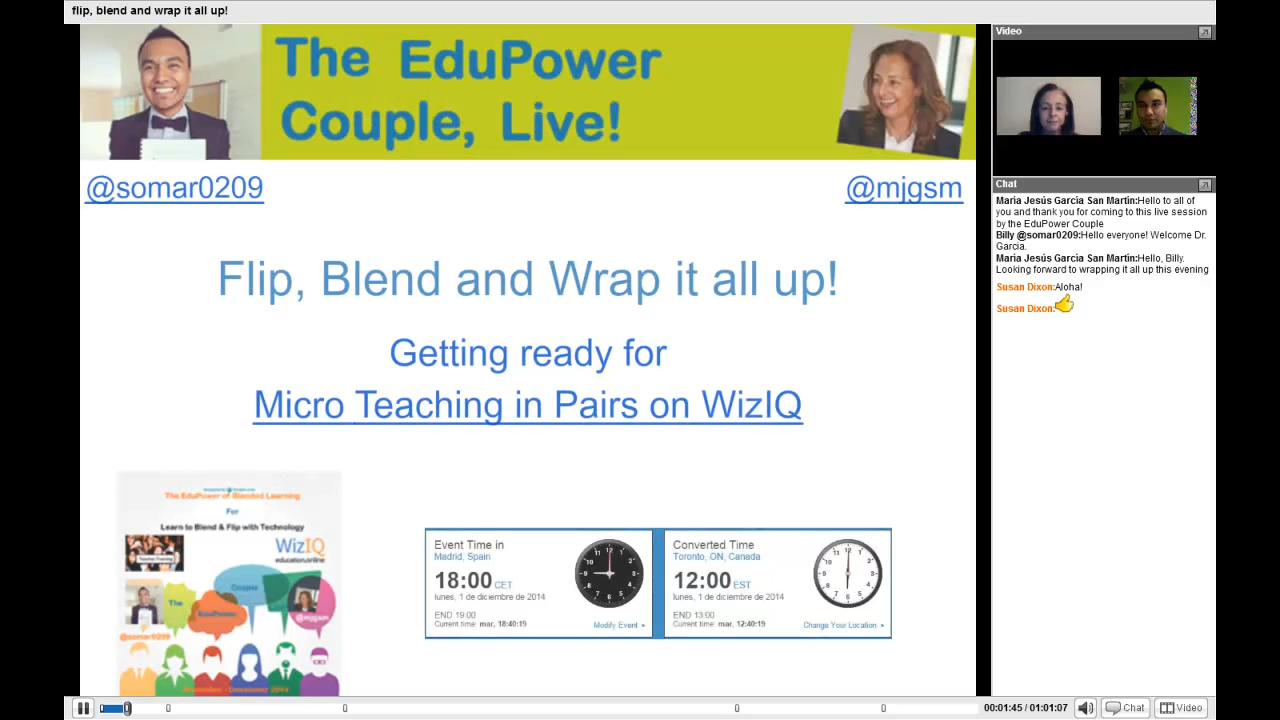 flip, blend and wrap it all up!
The EduPower
Couple, Live!
@somar0209
@mjgsm
Flip, Blend and Wrap it all up!
Getting ready for
Micro Teaching in Pairs on WizIQ
The EduPower of Blended Learning
For
Learn to Blend & Flip with Technology
Teacher Training
WizIQ
education.online
The
EduPower
Couple
@somar0209
@mjgsm
Event Time in
Madrid, Spain
18:00 CET
lunes, 1 de diciembre de 2014
END 19:00
Current time: mar, 18:40:19
Modify Event
Converted Time
Toronto, ON, Canada
12:00 EST
lunes, 1 de diciembre de 2014
END 13:00
Current time: mar, 12:40:19
Change Your Location
Video
Chat
Maria Jesús García San Martín:Hello to all of
you and thank you for coming to this live session
by the EduPower Couple
Billy @somar0209:Hello everyone! Welcome Dr.
Garcia.
Maria Jesús García San Martín:Hello, Billy.
Looking forward to wrapping it all up this evening
Susan Dixon:Aloha!
Susan Dixon:
00:01:45 / 01:01:07
Chat
Video